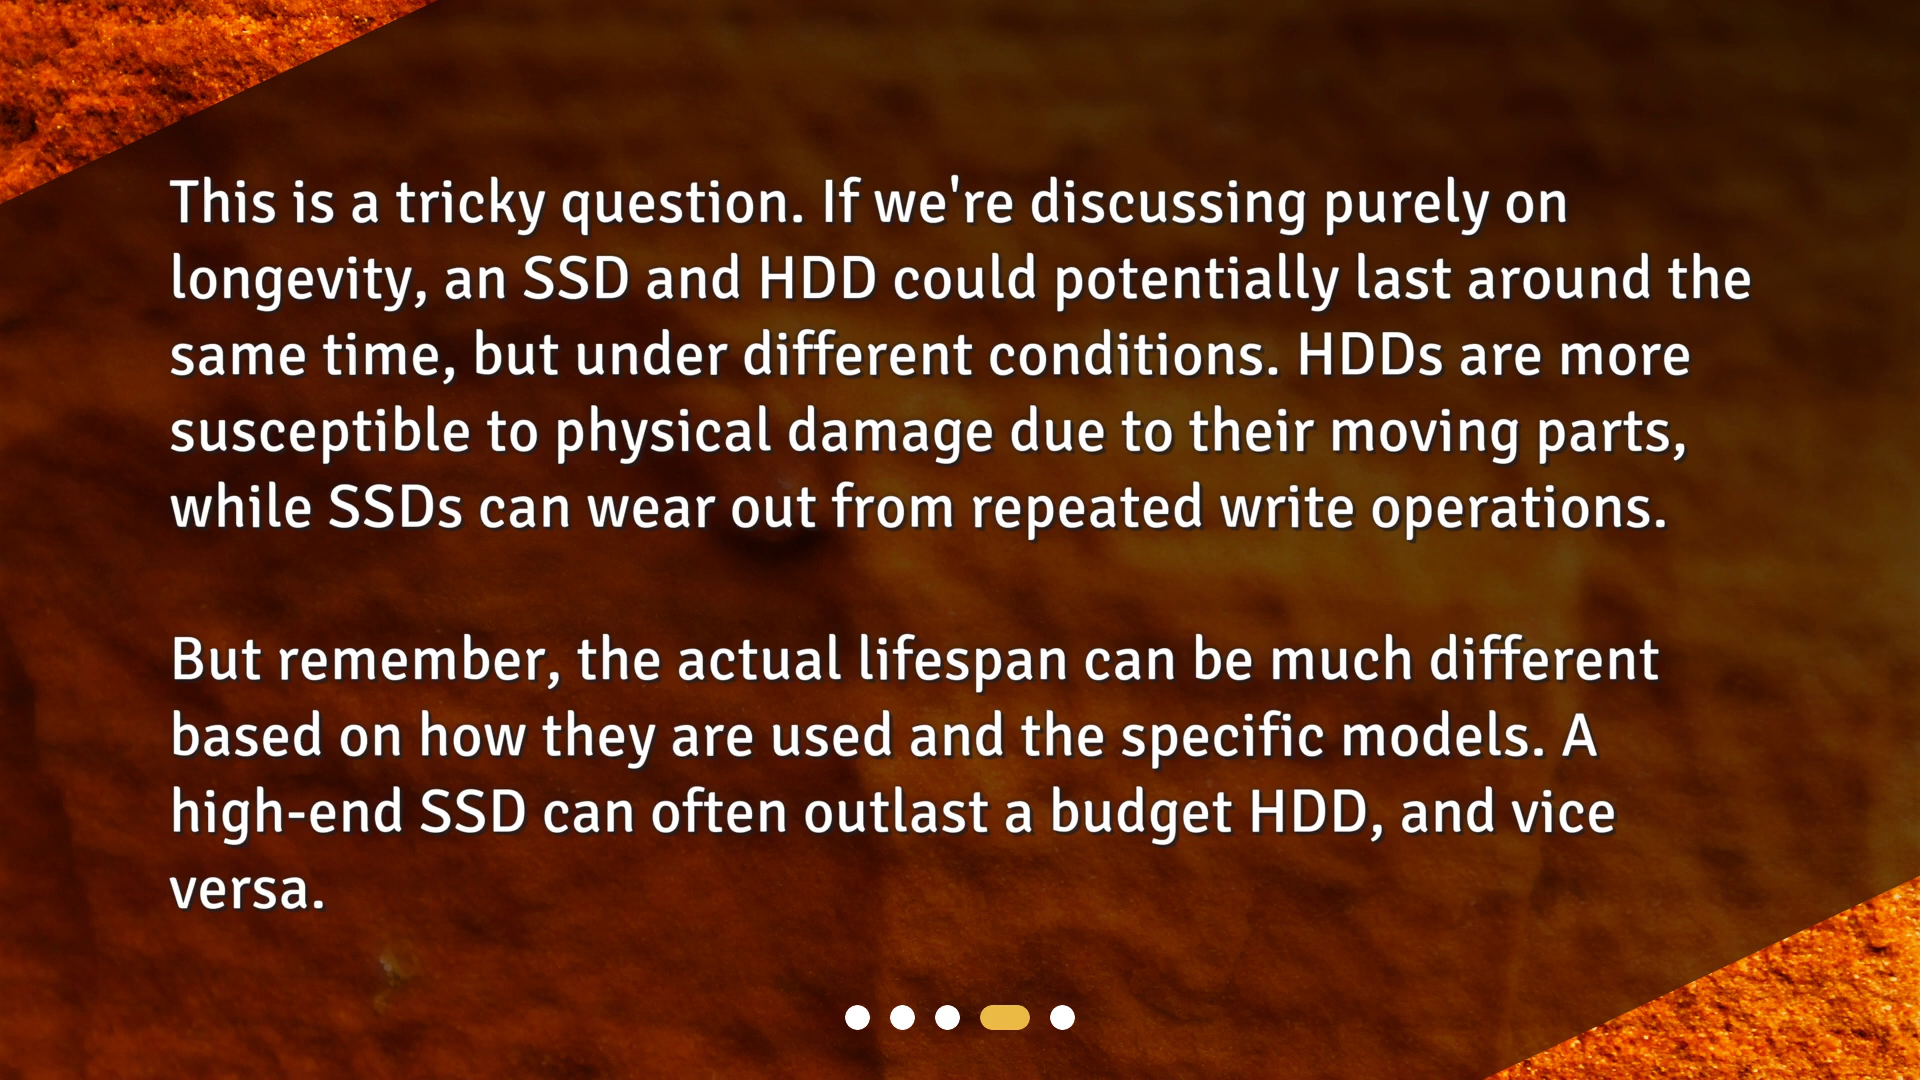 This is a tricky question. If we're discussing purely on
longevity, an SSD and HDD could potentially last around the
same time, but under different conditions. HDDs are more
susceptible to physical damage due to their moving parts,
while SSDs can wear out from repeated write operations.
But remember, the actual lifespan can be much different
based on how they are used and the specific models. A
high-end SSD can often outlast a budget HDD, and vice
versa.